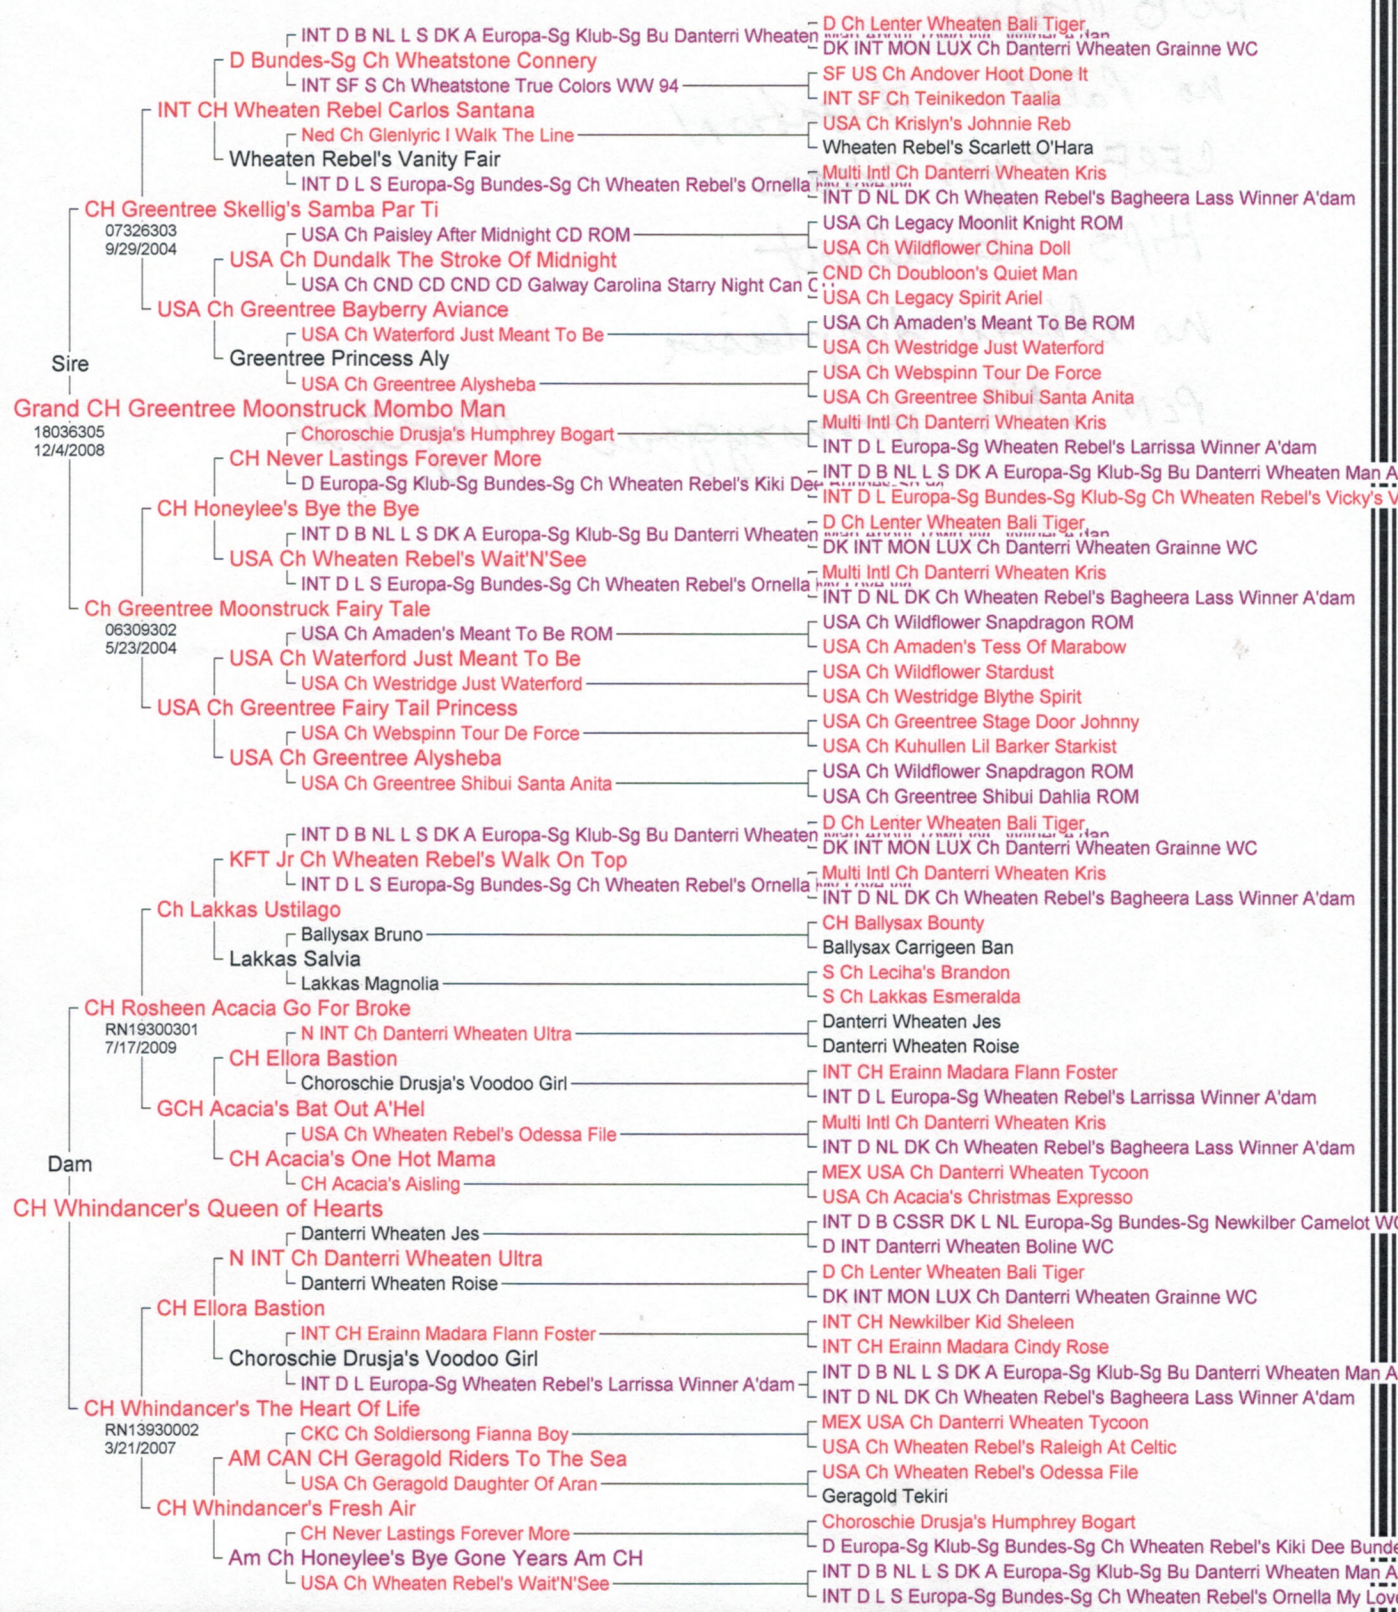 D Ch Lenter Wheaten Bali Tiger
INT D B NL L S DK A Europa-Sg Klub-Sg Bu Danterri Wheaten
DK INT MON LUX Ch Danterri Wheaten Grainne WC
D Bundes-Sg Ch Wheatstone Connery
SF US Ch Andover Hoot Done It
INT SF S Ch Wheatstone True Colors WW 94
INT SF Ch Teinikedon Taalia
INT CH Wheaten Rebel Carlos Santana
USA Ch Krislyn's Johnnie Reb
Ned Ch Glenlyric I Walk The Line
Wheaten Rebel's Scarlett O'Hara
Wheaten Rebel's Vanity Fair
Multi Intl Ch Danterri Wheaten Kris
INT D L S Europa-Sg Bundes-Sg Ch Wheaten Rebel's Ornella
INT D NL DK Ch Wheaten Rebel's Bagheera Lass Winner A'dam
CH Greentree Skellig's Samba Par Ti
07326303
9/29/2004
USA Ch Legacy Moonlit Knight ROM
USA Ch Paisley After Midnight CD ROM
USA Ch Wildflower China Doll
USA Ch Dundalk The Stroke Of Midnight
CND Ch Doubloon's Quiet Man
USA Ch CND CD CND CD Galway Carolina Starry Night Can
USA Ch Legacy Spirit Ariel
USA Ch Greentree Bayberry Aviance
USA Ch Amaden's Meant To Be ROM
USA Ch Waterford Just Meant To Be
USA Ch Westridge Just Waterford
Greentree Princess Aly
Sire
USA Ch Webspinn Tour De Force
USA Ch Greentree Alysheba
USA Ch Greentree Shibui Santa Anita
Grand CH Greentree Moonstruck Mombo Man
18036305
12/4/2008
Multi Intl Ch Danterri Wheaten Kris
Choroschie Drusja's Humphrey Bogart
INT D L Europa-Sg Wheaten Rebel's Larrissa Winner A'dam
CH Never Lastings Forever More
INT D B NL L S DK A Europa-Sg Klub-Sg Bu Danterri Wheaten Man A
D Europa-Sg Klub-Sg Bundes-Sg Ch Wheaten Rebel's Kiki Dee
INT D L Europa-Sg Bundes-Sg Klub-Sg Ch Wheaten Rebel's Vicky's V
CH Honeylee's Bye the Bye
D Ch Lenter Wheaten Bali Tiger
INT D B NL L S DK A Europa-Sg Klub-Sg Bu Danterri Wheaten
DK INT MON LUX Ch Danterri Wheaten Grainne WC
USA Ch Wheaten Rebel's Wait'N'See
Multi Intl Ch Danterri Wheaten Kris
INT D L S Europa-Sg Bundes-Sg Ch Wheaten Rebel's Ornella
INT D NL DK Ch Wheaten Rebel's Bagheera Lass Winner A'dam
Ch Greentree Moonstruck Fairy Tale
06309302
5/23/2004
USA Ch Wildflower Snapdragon ROM
USA Ch Amaden's Meant To Be ROM
USA Ch Amaden's Tess Of Marabow
USA Ch Waterford Just Meant To Be
USA Ch Wildflower Stardust
USA Ch Westridge Just Waterford
USA Ch Westridge Blythe Spirit
USA Ch Greentree Fairy Tail Princess
USA Ch Greentree Stage Door Johnny
USA Ch Webspinn Tour De Force
USA Ch Kuhullen Lil Barker Starkist
USA Ch Greentree Alysheba
USA Ch Wildflower Snapdragon ROM
USA Ch Greentree Shibui Santa Anita
USA Ch Greentree Shibui Dahlia ROM
D Ch Lenter Wheaten Bali Tiger
INT D B NL L S DK A Europa-Sg Klub-Sg Bu Danterri Wheaten
DK INT MON LUX Ch Danterri Wheaten Grainne WC
KFT Jr Ch Wheaten Rebel's Walk On Top
Multi Intl Ch Danterri Wheaten Kris
INT D L S Europa-Sg Bundes-Sg Ch Wheaten Rebel's Ornella
INT D NL DK Ch Wheaten Rebel's Bagheera Lass Winner A'dam
Ch Lakkas Ustilago
CH Ballysax Bounty
Ballysax Bruno
Ballysax Carrigeen Ban
Lakkas Salvia
S Ch Leciha's Brandon
Lakkas Magnolia
S Ch Lakkas Esmeralda
CH Rosheen Acacia Go For Broke
RN19300301
7/17/2009
Danterri Wheaten Jes
N INT Ch Danterri Wheaten Ultra
Danterri Wheaten Roise
CH Ellora Bastion
INT CH Erainn Madara Flann Foster
Choroschie Drusja's Voodoo Girl
INT D L Europa-Sg Wheaten Rebel's Larrissa Winner A'dam
GCH Acacia's Bat Out A'Hel
Multi Intl Ch Danterri Wheaten Kris
USA Ch Wheaten Rebel's Odessa File
INT D NL DK Ch Wheaten Rebel's Bagheera Lass Winner A'dam
CH Acacia's One Hot Mama
Dam
MEX USA Ch Danterri Wheaten Tycoon
CH Acacia's Aisling
USA Ch Acacia's Christmas Expresso
CH Whindancer's Queen of Hearts
INT D B CSSR DK L NL Europa-Sg Bundes-Sg Newkilber Camelot WC
Danterri Wheaten Jes
D INT Danterri Wheaten Boline WC
N INT Ch Danterri Wheaten Ultra
D Ch Lenter Wheaten Bali Tiger
Danterri Wheaten Roise
DK INT MON LUX Ch Danterri Wheaten Grainne WC
CH Ellora Bastion
INT CH Newkilber Kid Sheleen
INT CH Erainn Madara Flann Foster
INT CH Erainn Madara Cindy Rose
Choroschie Drusja's Voodoo Girl
INT D B NL L S DK A Europa-Sg Klub-Sg Bu Danterri Wheaten Man A
INT D L Europa-Sg Wheaten Rebel's Larrissa Winner A'dam
INT D NL DK Ch Wheaten Rebel's Bagheera Lass Winner A'dam
CH Whindancer's The Heart Of Life
RN13930002
3/21/2007
MEX USA Ch Danterri Wheaten Tycoon
CKC Ch Soldiersong Fianna Boy
USA Ch Wheaten Rebel's Raleigh At Celtic
AM CAN CH Geragold Riders To The Sea
USA Ch Wheaten Rebel's Odessa File
USA Ch Geragold Daughter Of Aran
Geragold Tekiri
CH Whindancer's Fresh Air
Choroschie Drusja's Humphrey Bogart
CH Never Lastings Forever More
D Europa-Sg Klub-Sg Bundes-Sg Ch Wheaten Rebel's Kiki Dee Bunde
Am Ch Honeylee's Bye Gone Years Am CH
INT D B NL L S DK A Europa-Sg Klub-Sg Bu Danterri Wheaten Man A
USA Ch Wheaten Rebel's Wait'N'See
INT D L S Europa-Sg Bundes-Sg Ch Wheaten Rebel's Ornella My Lov